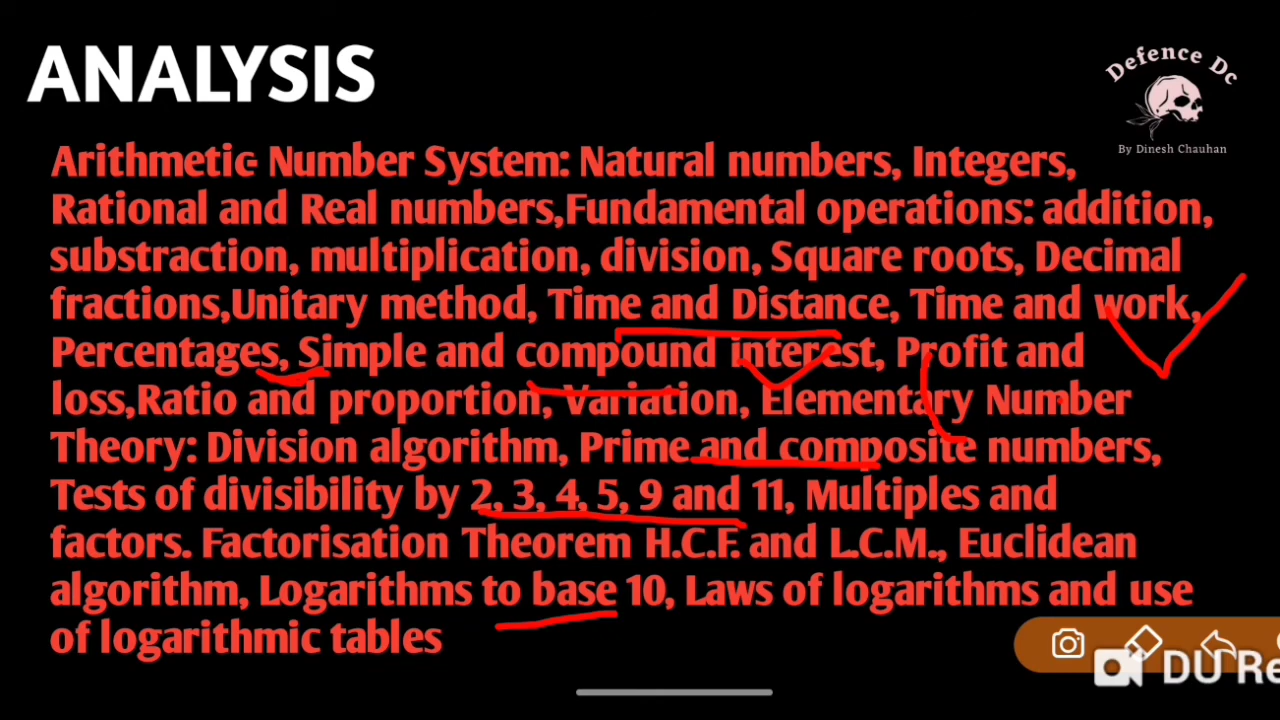 ANALYSIS
Defence Dc
By Dinesh Chauhan
Arithmetic- Number System: Natural numbers, Integers,
Rational and Real numbers,Fundamental operations: addition,
substraction, multiplication, division, Square roots, Decimal
fractions,Unitary method, Time and Distance, Time and work,
Percentages, Simple and compound interest, Profit and
loss,Ratio and proportion, Variation, Elementary Number
Theory: Division algorithm, Prime and composite numbers,
Tests of divisibility by 2, 3, 4, 5, 9 and 11, Multiples and
factors. Factorisation Theorem H.C.F. and L.C.M., Euclidean
algorithm, Logarithms to base 10, Laws of logarithms and use
of logarithmic tables
DU Re